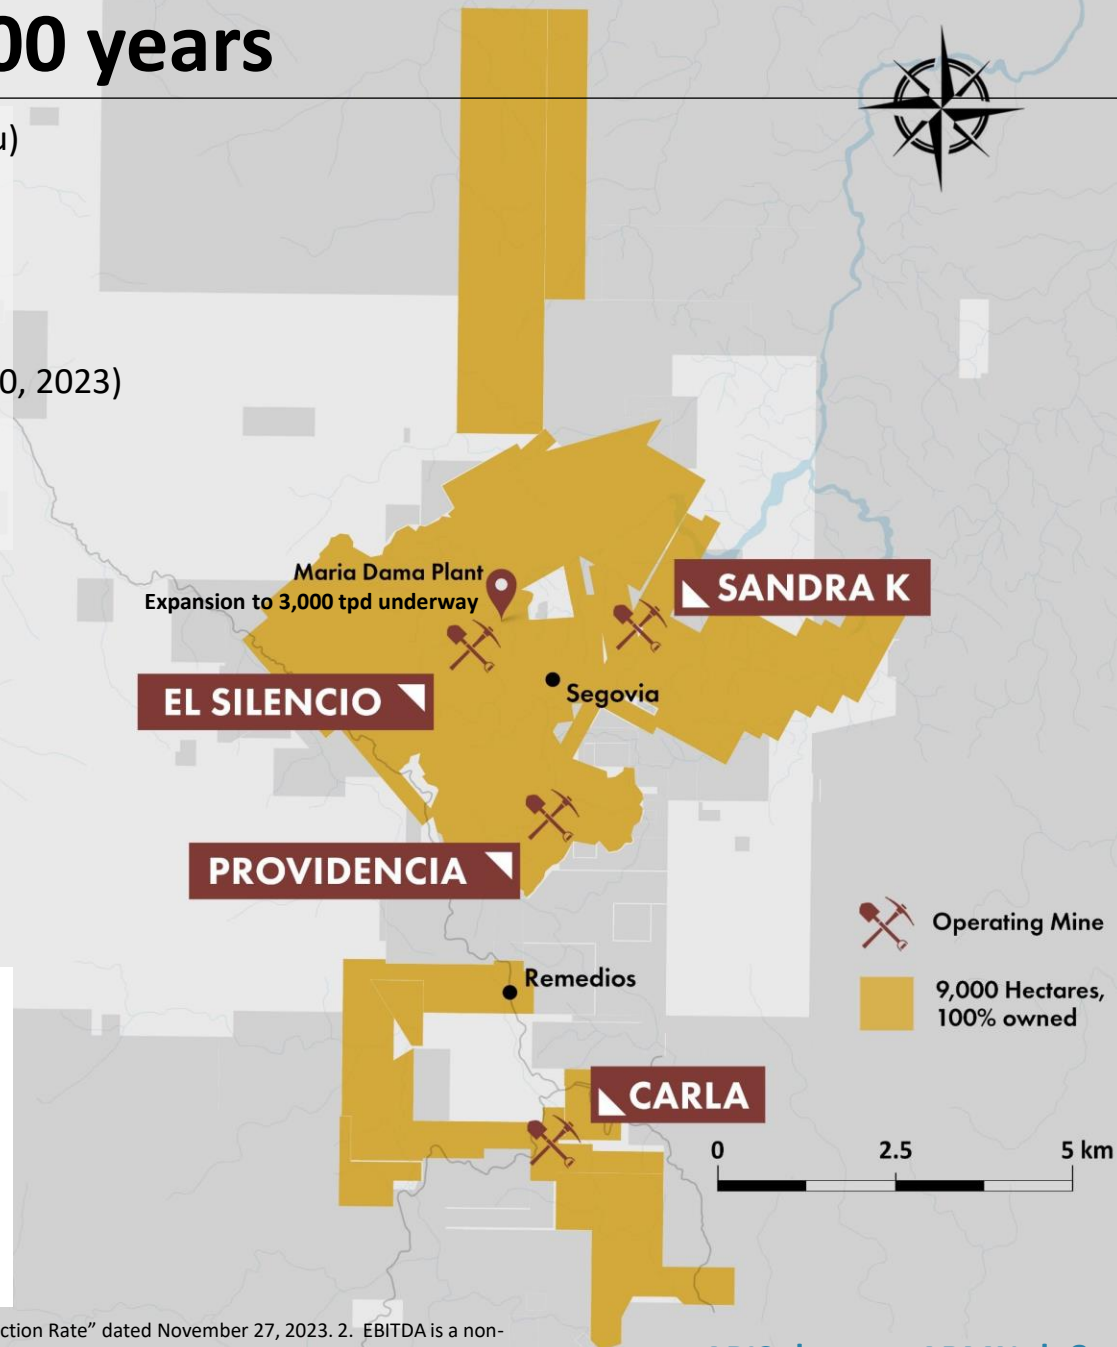 00 years
u)
0, 2023)
Maria Dama Plant
Expansion to 3,000 tpd underway
SANDRA K
EL SILENCIO
Segovia
PROVIDENCIA
Operating Mine
Remedios
9,000 Hectares,
100% owned
CARLA
0 2.5 5 km
ction Rate” dated November 27, 2023. 2. EBITDA is a non-